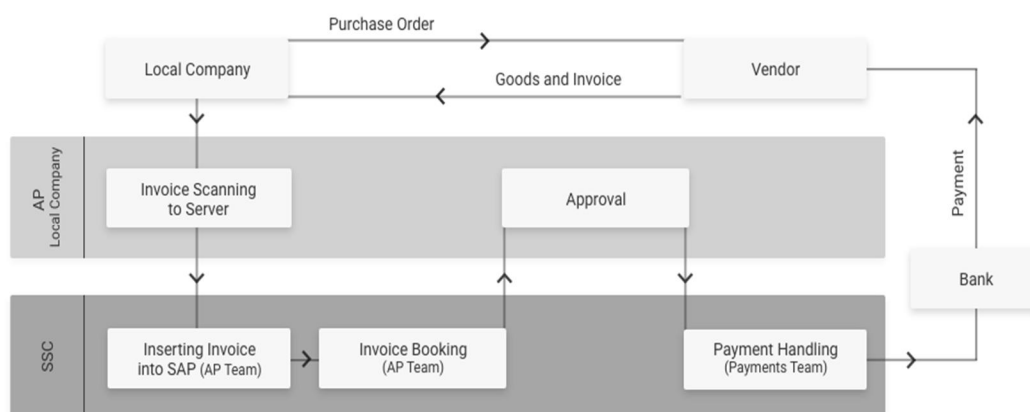 Purchase Order
Local Company
Vendor
Goods and Invoice
AP
Local Company
Invoice Scanning
to Server
Approval
Payment
Bank
SSC
Inserting Invoice
into SAP (AP Team)
Invoice Booking
(AP Team)
Payment Handling
(Payments Team)